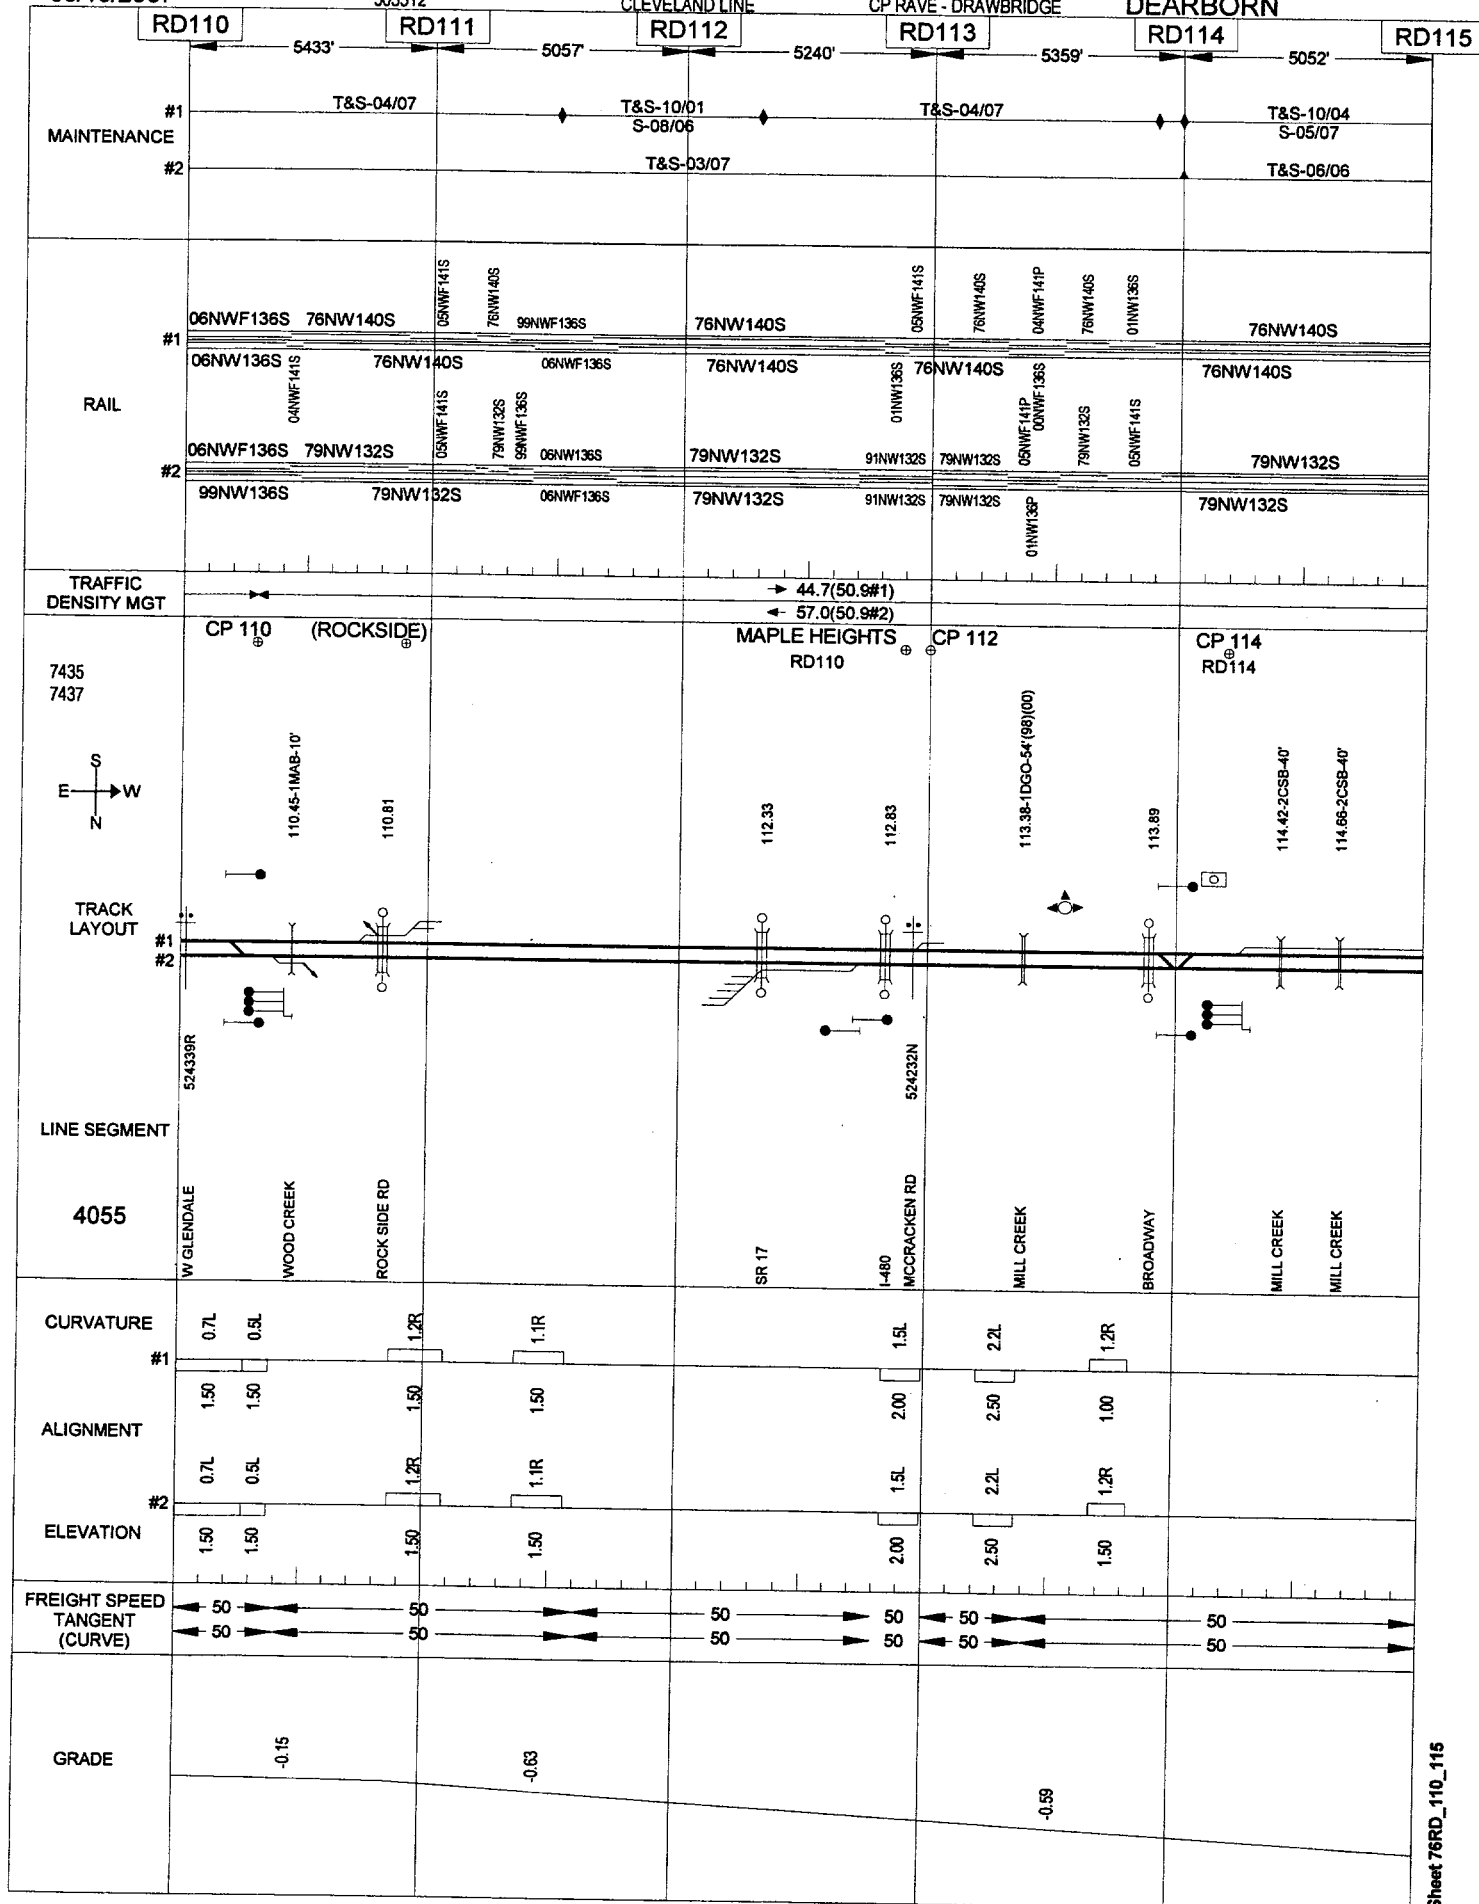 CLEVELAND LINE
CP RAVE - DRAWBRIDGE
DEARBORN
RD110
RD111
RD112
RD113
RD114
RD115
5433'
5057'
5240'
5359'
5052'
MAINTENANCE
#1
T&S-04/07
T&S-10/01
S-08/06
T&S-04/07
T&S-10/04
S-05/07
#2
T&S-03/07
T&S-06/06
RAIL
05NWF141S
76NW140S
05NWF141S
76NW140S
04NWF141P
76NW140S
01NW136S
#1
06NWF136S
76NW140S
99NWF136S
76NW140S
76NW140S
06NW136S
76NW140S
06NWF136S
76NW140S
76NW140S
76NW140S
04NWF141S
05NWF141S
79NW132S
99NWF136S
01NW136S
05NWF141P
00NWF136S
79NW132S
05NWF141S
#2
06NWF136S
79NW132S
06NW136S
79NW132S
91NW132S
79NW132S
79NW132S
99NW136S
79NW132S
06NWF136S
79NW132S
91NW132S
79NW132S
79NW132S
01NW136P
TRAFFIC
DENSITY MGT
44.7(50.9#1)
57.0(50.9#2)
CP 110
(ROCKSIDE)
MAPLE HEIGHTS
RD110
CP 112
CP 114
RD114
7435
7437
S
E
W
N
110.45-1MAB-10'
110.81
112.33
112.83
113.38-1DGO-54'(98)(00)
113.89
114.42-2CSB-40'
114.66-2CSB-40'
TRACK
LAYOUT
#1
#2
524339R
524232N
LINE SEGMENT
4055
W GLENDALE
WOOD CREEK
ROCK SIDE RD
SR 17
I-480
MCCRACKEN RD
MILL CREEK
BROADWAY
MILL CREEK
MILL CREEK
CURVATURE
#1
0.7L
0.5L
1.2R
1.1R
1.5L
2.2L
1.2R
1.50
1.50
1.50
1.50
2.00
2.50
1.00
ALIGNMENT
#2
0.7L
0.5L
1.2R
1.1R
1.5L
2.2L
1.2R
ELEVATION
1.50
1.50
1.50
1.50
2.00
2.50
1.50
FREIGHT SPEED
TANGENT
(CURVE)
50
50
50
50
50
50
50
50
50
50
50
50
GRADE
-0.15
-0.63
-0.59
Sheet 76RD_110_115